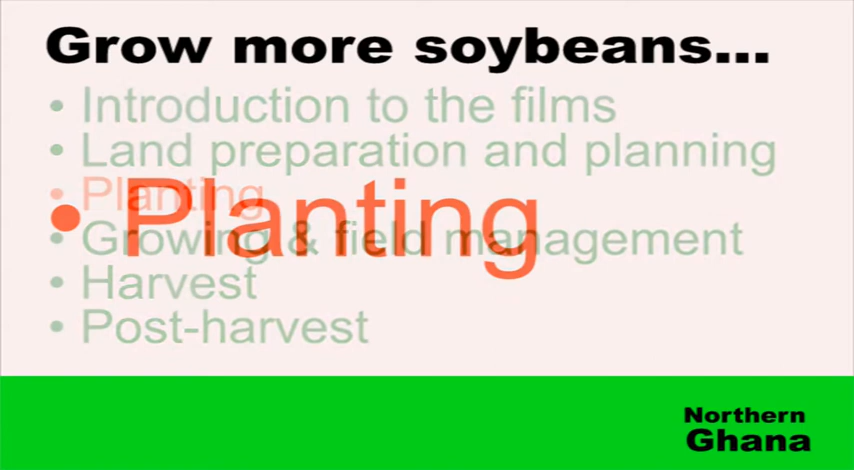 Grow more soybeans...
• Introduction to the films
• Land preparation and planning
• Planting
• Planting
• Growing & field management
• Harvest
• Post-harvest
Northern
Ghana